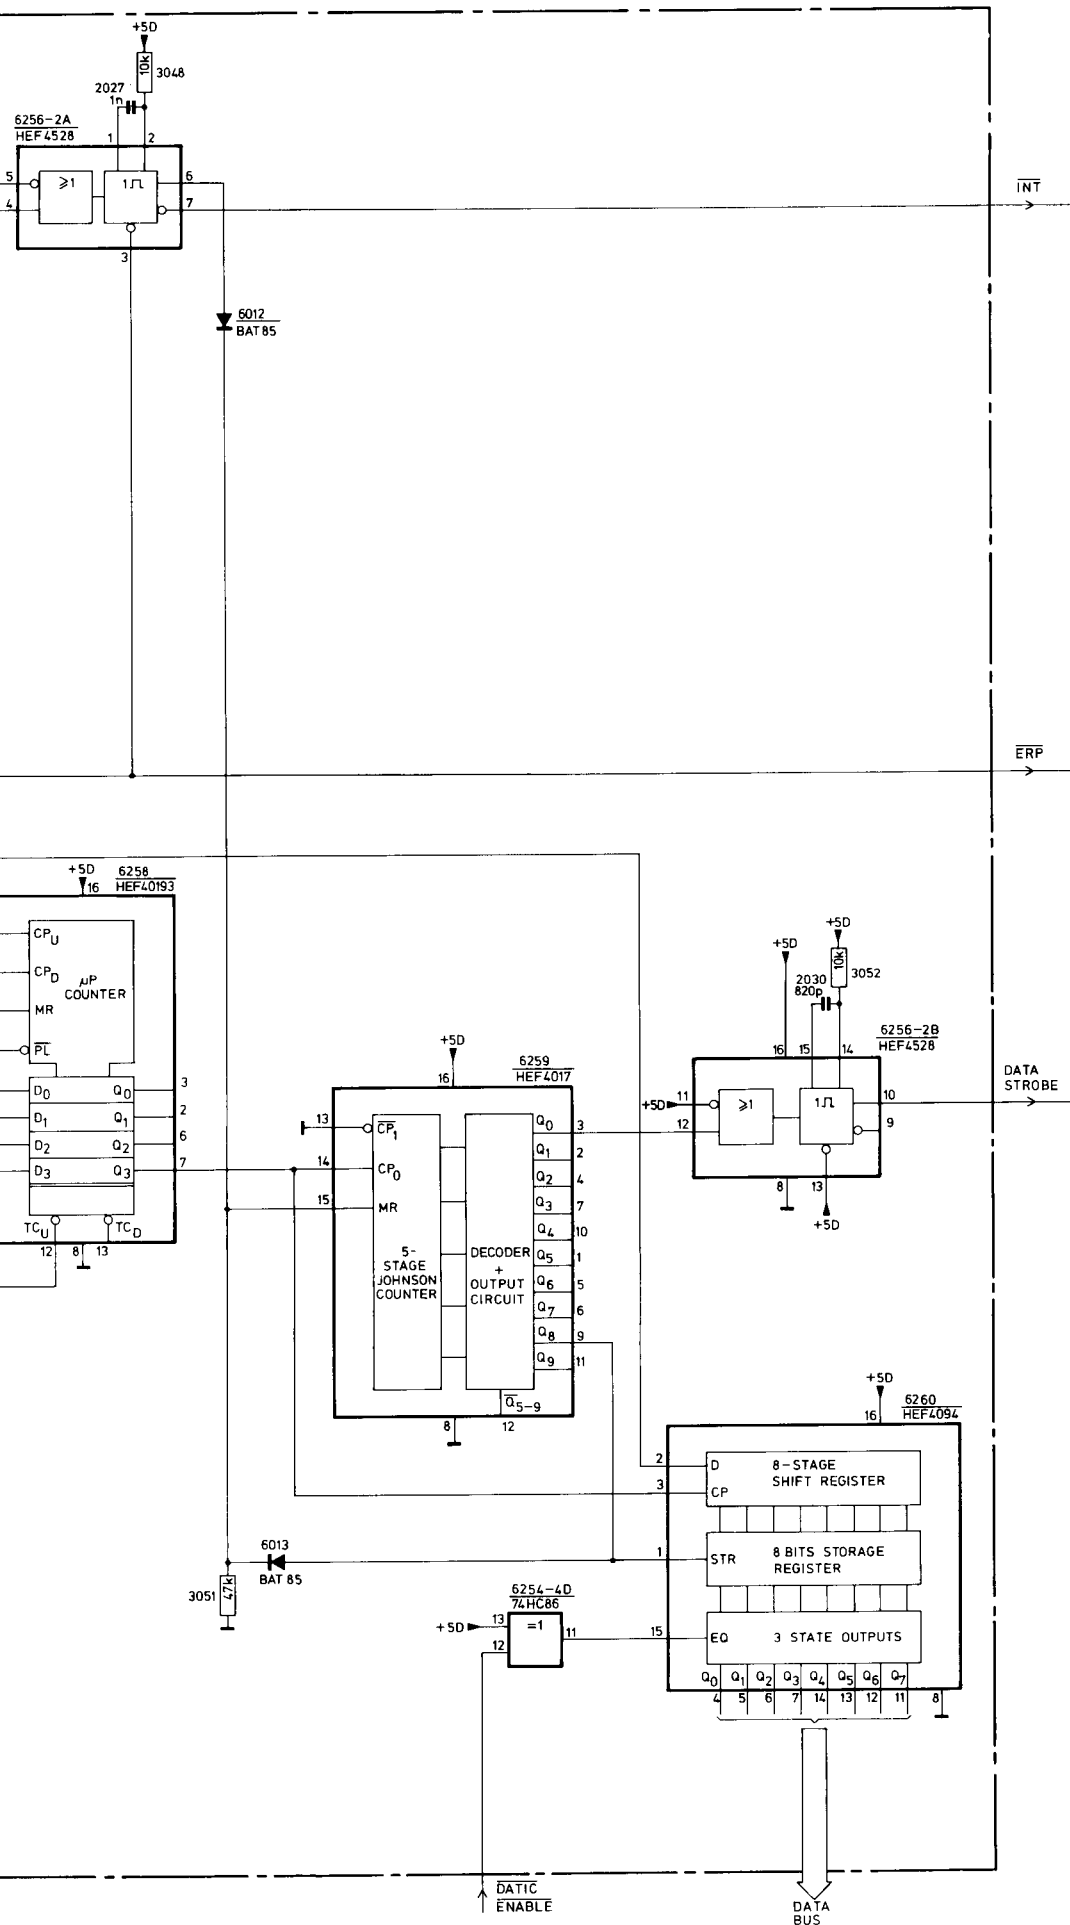 +5D
10k
3048
2027
1n
6256-2A
HEF4528
1
2
5
4
≥1
1⎍
6
7
3
INT
6012
BAT85
ERP
+5D
16
6258
HEF40193
CPU
CPD
MR
PL
μP
COUNTER
D0
Q0
3
D1
Q1
2
D2
Q2
6
D3
Q3
7
TCU
TCD
12
8
13
+5D
16
6259
HEF4017
13
CP1
14
CP0
15
MR
5-
STAGE
JOHNSON
COUNTER
DECODER
+
OUTPUT
CIRCUIT
Q0
3
Q1
2
Q2
4
Q3
7
Q4
10
Q5
1
Q6
5
Q7
6
Q8
9
Q9
11
Q5-9
8
12
+5D
+5D
10k
3052
2030
820p
16
15
14
6256-2B
HEF4528
+5D
11
12
≥1
1⎍
10
9
8
13
+5D
DATA
STROBE
+5D
16
6260
HEF4094
2
D
8-STAGE
SHIFT REGISTER
3
CP
1
STR
8 BITS STORAGE
REGISTER
15
EO
3 STATE OUTPUTS
Q0
Q1
Q2
Q3
Q4
Q5
Q6
Q7
4
5
6
7
14
13
12
11
8
6013
BAT 85
3051
47k
6254-4D
74HC86
+5D
13
12
=1
11
DATIC
ENABLE
DATA
BUS